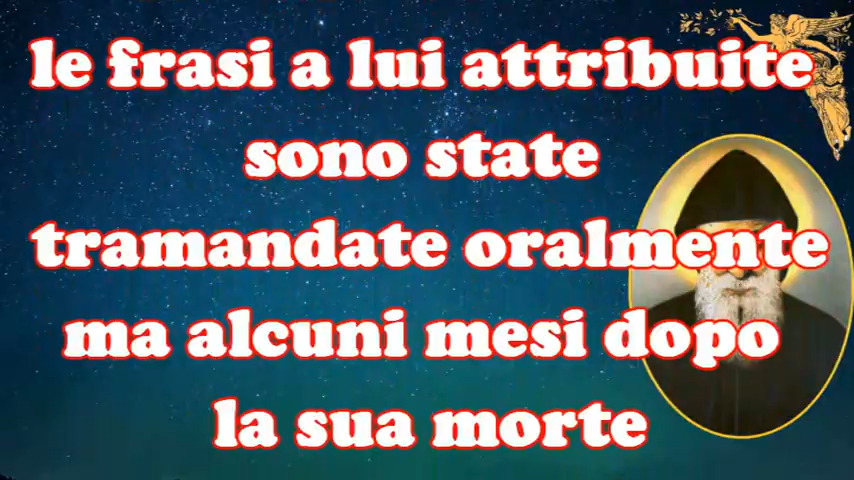 le frasi a lui attribuite
sono state
tramandate oralmente
ma alcuni mesi dopo
la sua morte